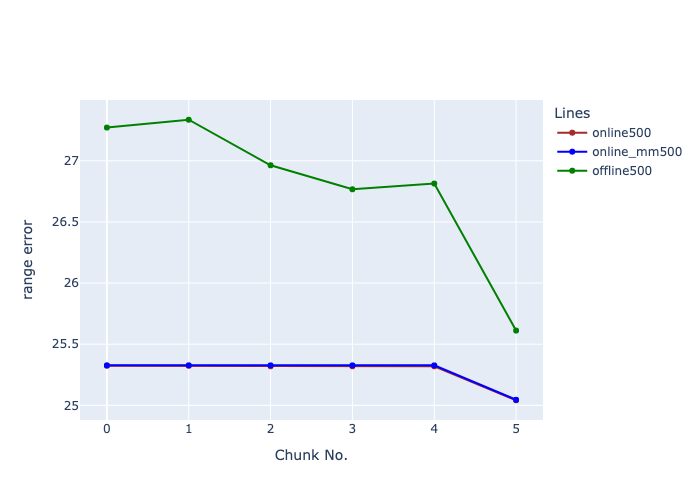 Lines
online500
online_mm500
offline500
range error
27
26.5
26
25.5
25
0 1 2 3 4 5
Chunk No.